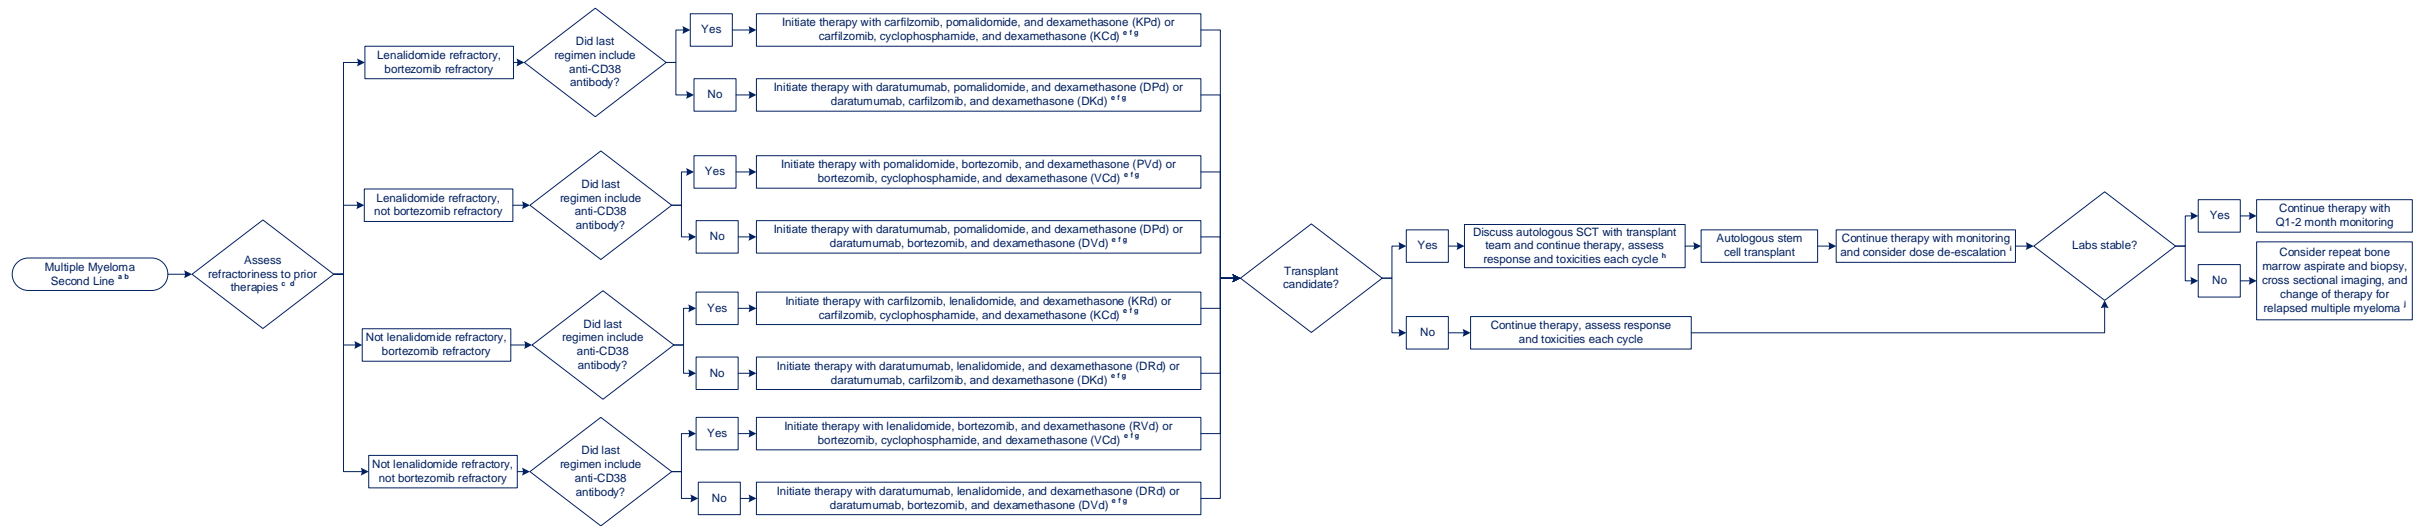 Multiple Myeloma
Second Line a b
Assess
refractoriness to prior
therapies c d
Lenalidomide refractory,
bortezomib refractory
Did last
regimen include
anti-CD38
antibody?
Yes
Initiate therapy with carfilzomib, pomalidomide, and dexamethasone (KPd) or
carfilzomib, cyclophosphamide, and dexamethasone (KCd) e f g
No
Initiate therapy with daratumumab, pomalidomide, and dexamethasone (DPd) or
daratumumab, carfilzomib, and dexamethasone (DKd) e f g
Lenalidomide refractory,
not bortezomib refractory
Did last
regimen include
anti-CD38
antibody?
Yes
Initiate therapy with pomalidomide, bortezomib, and dexamethasone (PVd) or
bortezomib, cyclophosphamide, and dexamethasone (VCd) e f g
No
Initiate therapy with daratumumab, pomalidomide, and dexamethasone (DPd) or
daratumumab, bortezomib, and dexamethasone (DVd) e f g
Not lenalidomide refractory,
bortezomib refractory
Did last
regimen include
anti-CD38
antibody?
Yes
Initiate therapy with carfilzomib, lenalidomide, and dexamethasone (KRd) or
carfilzomib, cyclophosphamide, and dexamethasone (KCd) e f g
No
Initiate therapy with daratumumab, lenalidomide, and dexamethasone (DRd) or
daratumumab, carfilzomib, and dexamethasone (DKd) e f g
Not lenalidomide refractory,
not bortezomib refractory
Did last
regimen include
anti-CD38
antibody?
Yes
Initiate therapy with lenalidomide, bortezomib, and dexamethasone (RVd) or
bortezomib, cyclophosphamide, and dexamethasone (VCd) e f g
No
Initiate therapy with daratumumab, lenalidomide, and dexamethasone (DRd) or
daratumumab, bortezomib, and dexamethasone (DVd) e f g
Transplant
candidate?
Yes
Discuss autologous SCT with transplant
team and continue therapy, assess
response and toxicities each cycle h
Autologous stem
cell transplant
Continue therapy with monitoring
and consider dose de-escalation i
No
Continue therapy, assess response
and toxicities each cycle
Labs stable?
Yes
Continue therapy with
Q1-2 month monitoring
No
Consider repeat bone
marrow aspirate and biopsy,
cross sectional imaging, and
change of therapy for
relapsed multiple myeloma j